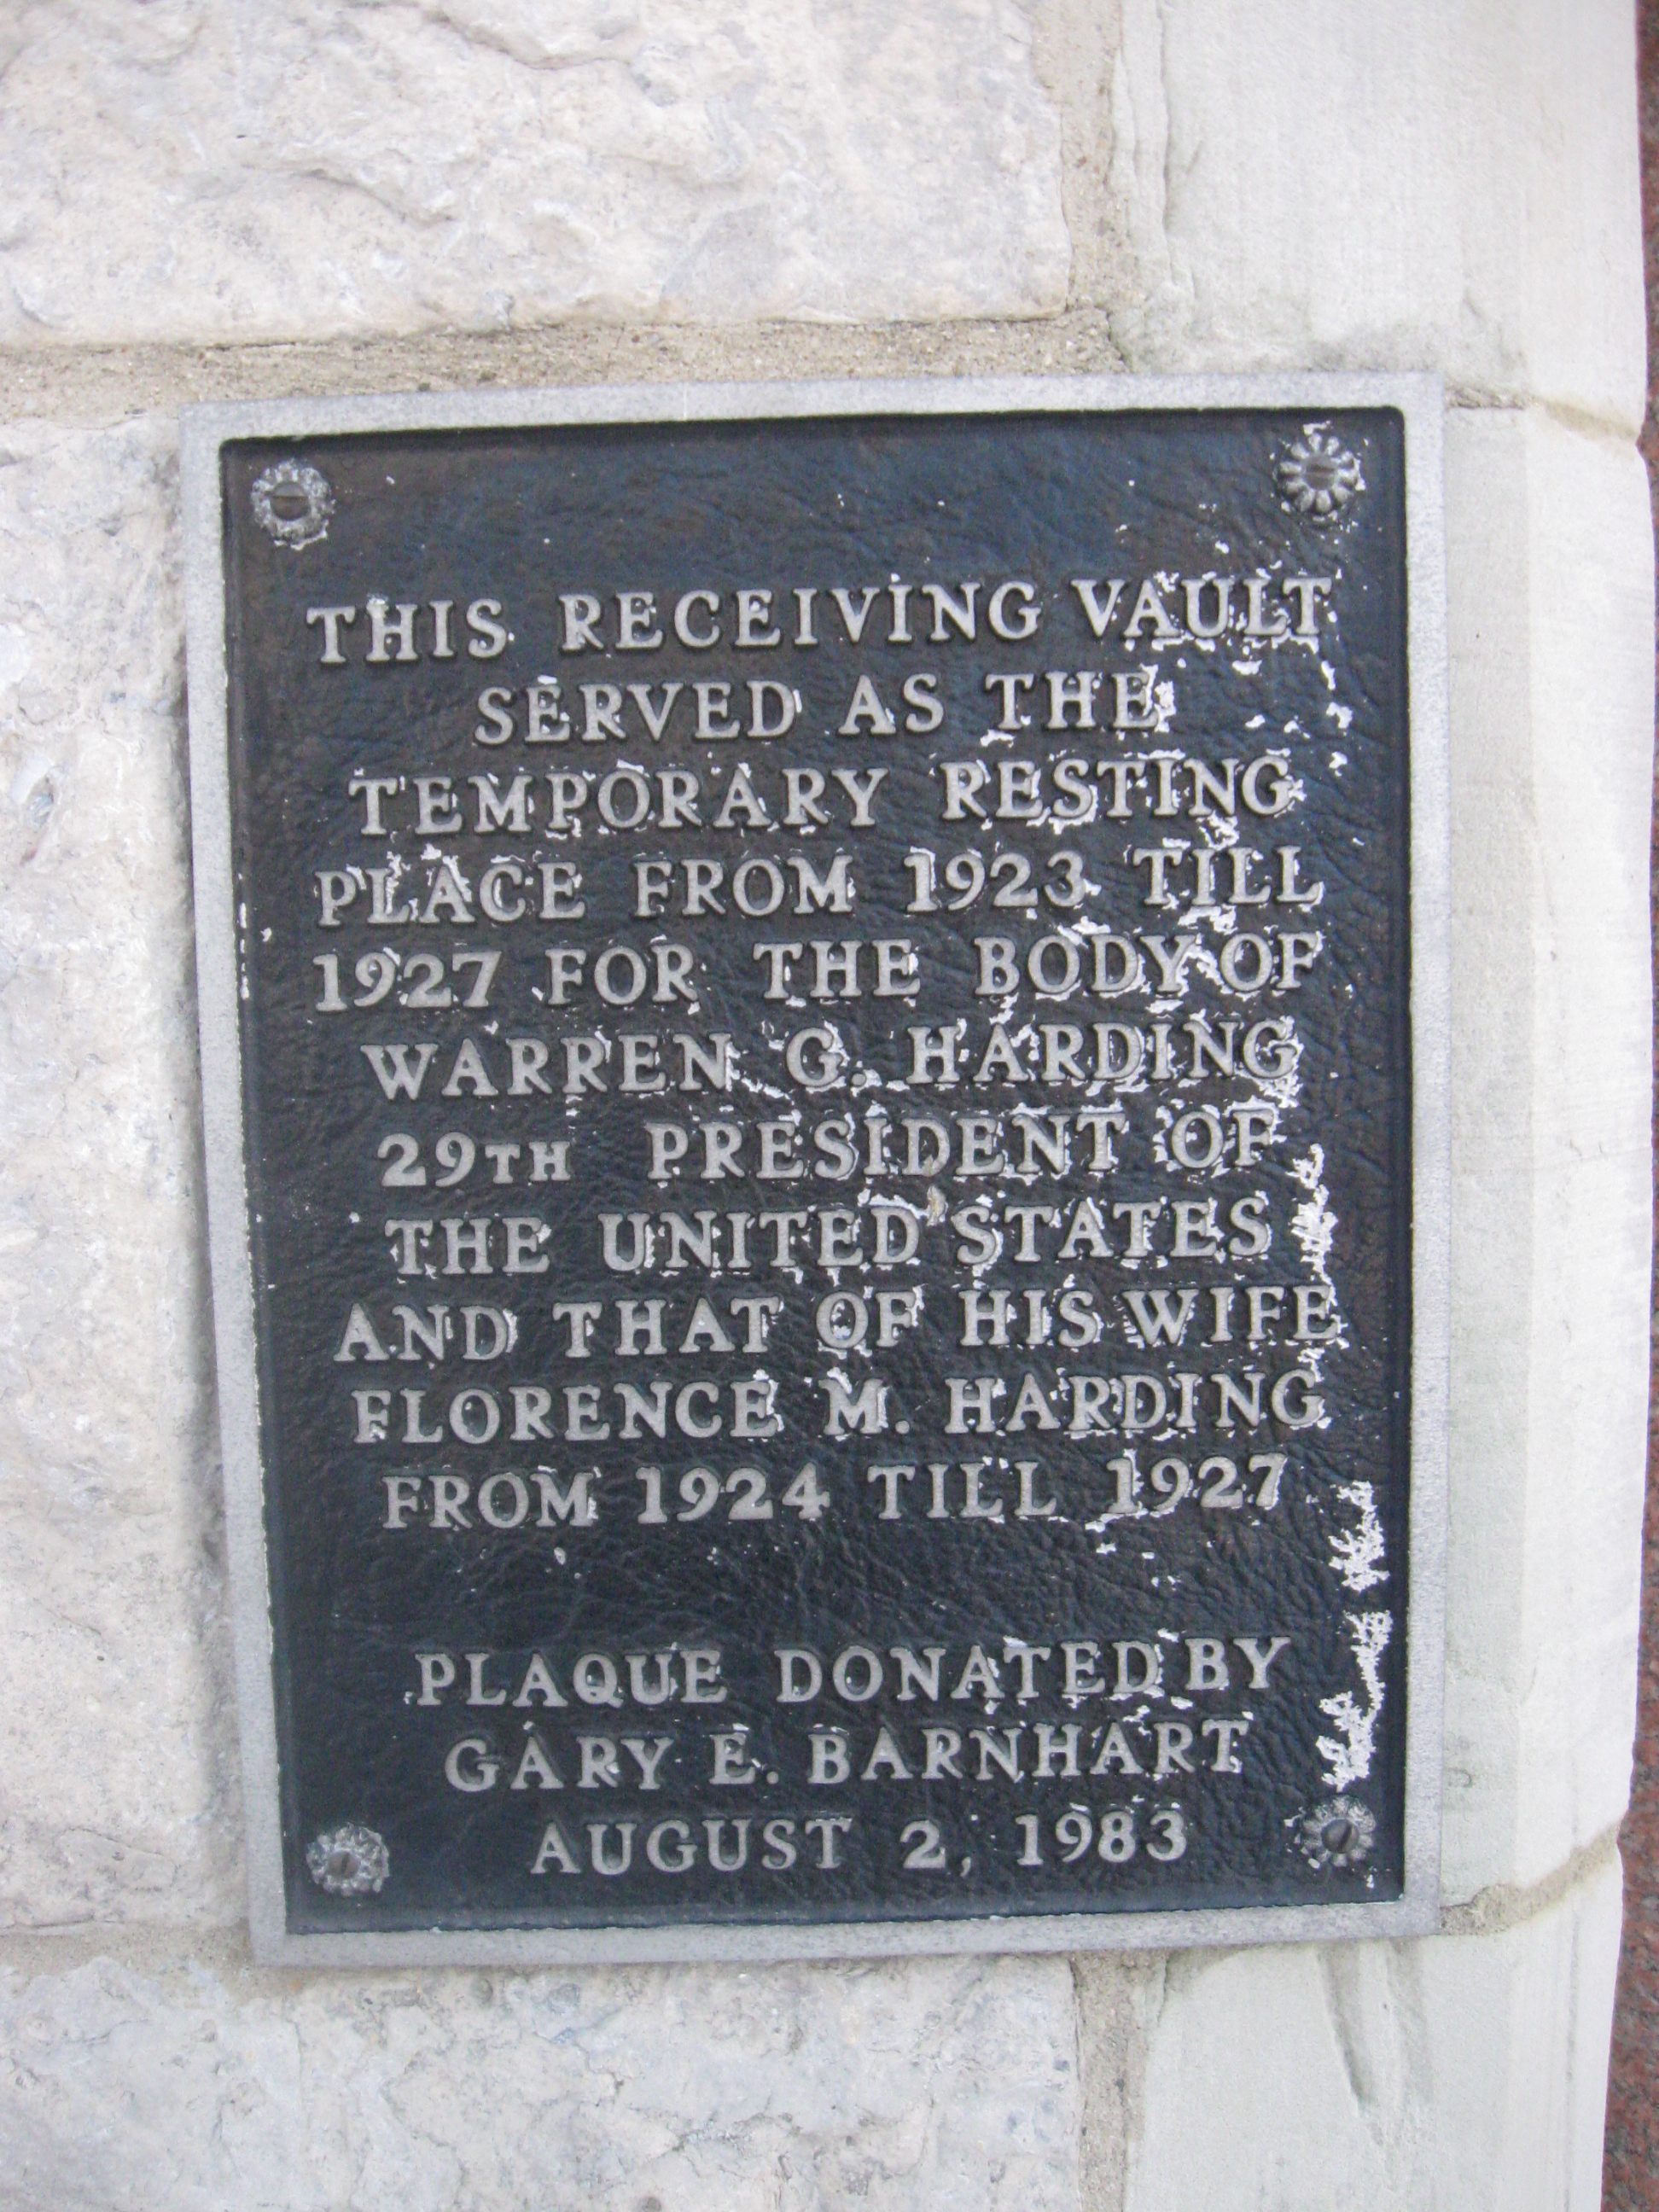 THIS RECEIVING VAULT
SERVED AS THE
TEMPORARY RESTING
PLACE FROM 1923 TILL
1927 FOR THE BODY OF
WARREN G. HARDING
29TH PRESIDENT OF
THE UNITED STATES
AND THAT OF HIS WIFE
FLORENCE M. HARDING
FROM 1924 TILL 1927
PLAQUE DONATED BY
GARY E. BARNHART
AUGUST 2, 1983